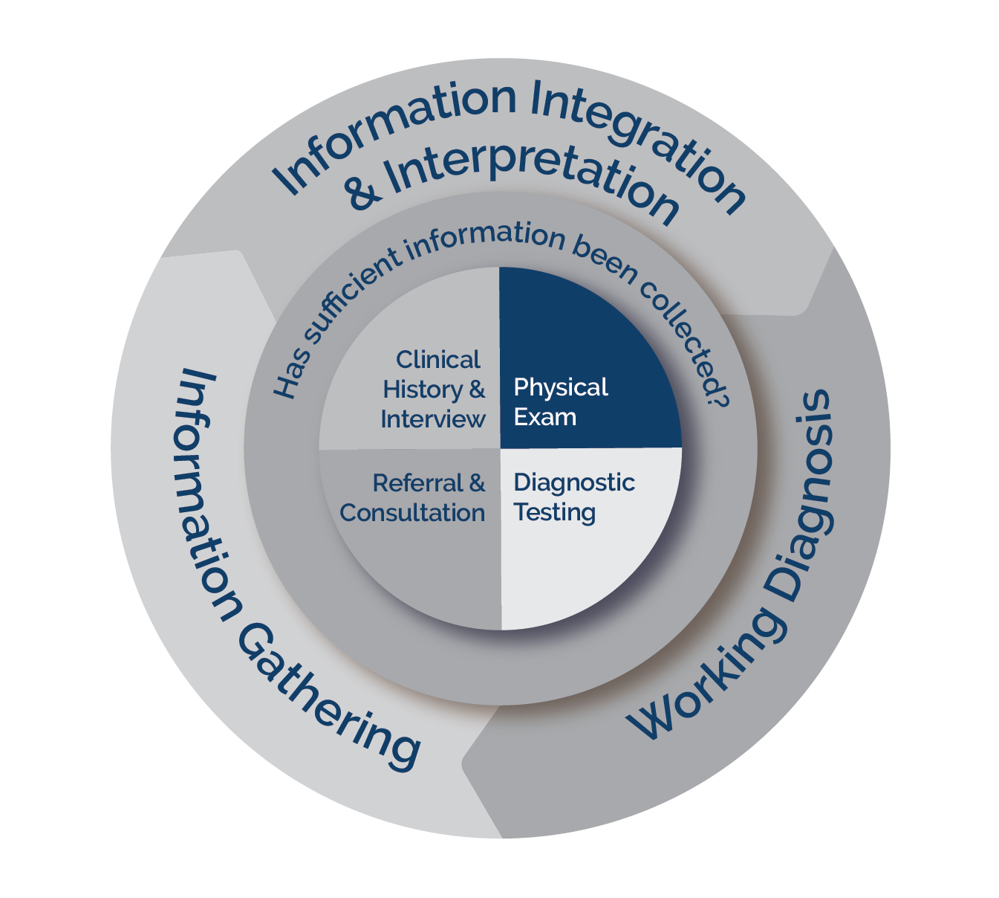 Information Integration
& Interpretation
Has sufficient information been collected?
Clinical
History &
Interview
Physical
Exam
Referral &
Consultation
Diagnostic
Testing
Information Gathering
Working Diagnosis